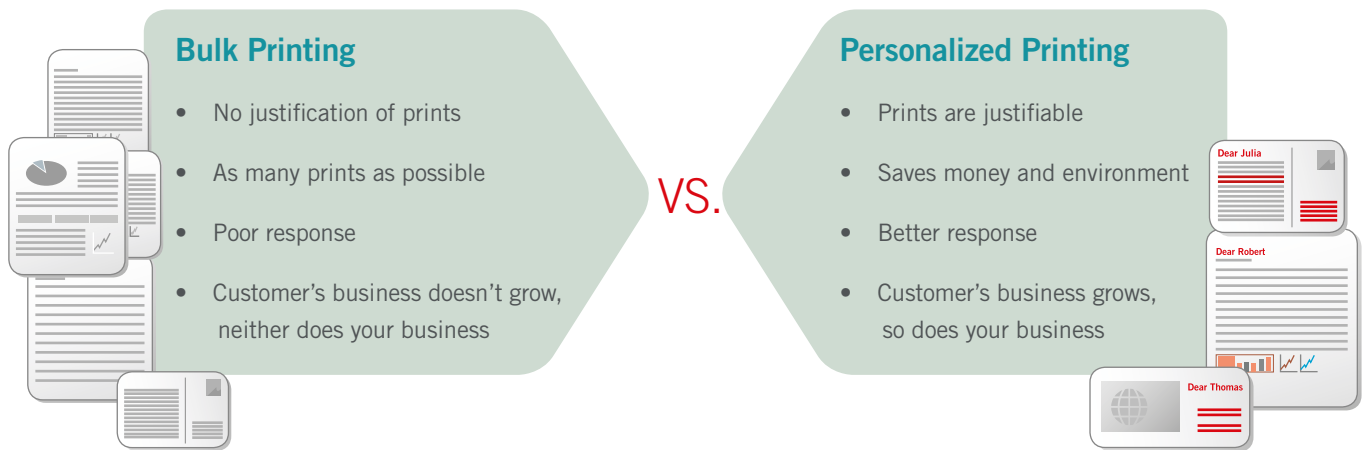 Bulk Printing
• No justification of prints
• As many prints as possible
• Poor response
• Customer’s business doesn’t grow,
neither does your business
VS.
Personalized Printing
• Prints are justifiable
• Saves money and environment
• Better response
• Customer’s business grows,
so does your business
Dear Julia
Dear Robert
Dear Thomas